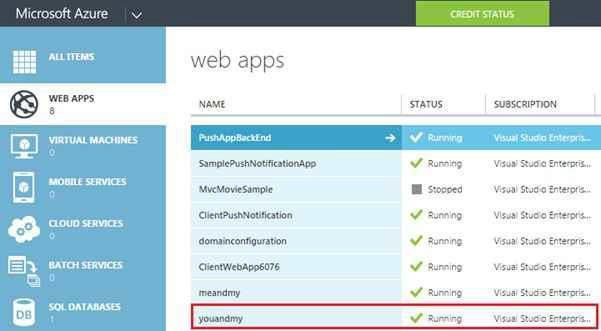 Microsoft Azure
CREDIT STATUS
ALL ITEMS
WEB APPS
8
VIRTUAL MACHINES
0
MOBILE SERVICES
0
CLOUD SERVICES
0
BATCH SERVICES
0
SQL DATABASES
1
DB
web apps
NAME STATUS SUBSCRIPTION
PushAppBackEnd Running Visual Studio Enterpris...
SamplePushNotificationApp Running Visual Studio Enterpris...
MvcMovieSample Stopped Visual Studio Enterpris...
ClientPushNotification Running Visual Studio Enterpris...
domainconfiguration Running Visual Studio Enterpris...
ClientWebApp6076 Running Visual Studio Enterpris...
meandmy Running Visual Studio Enterpris...
youandmy Running Visual Studio Enterpris...